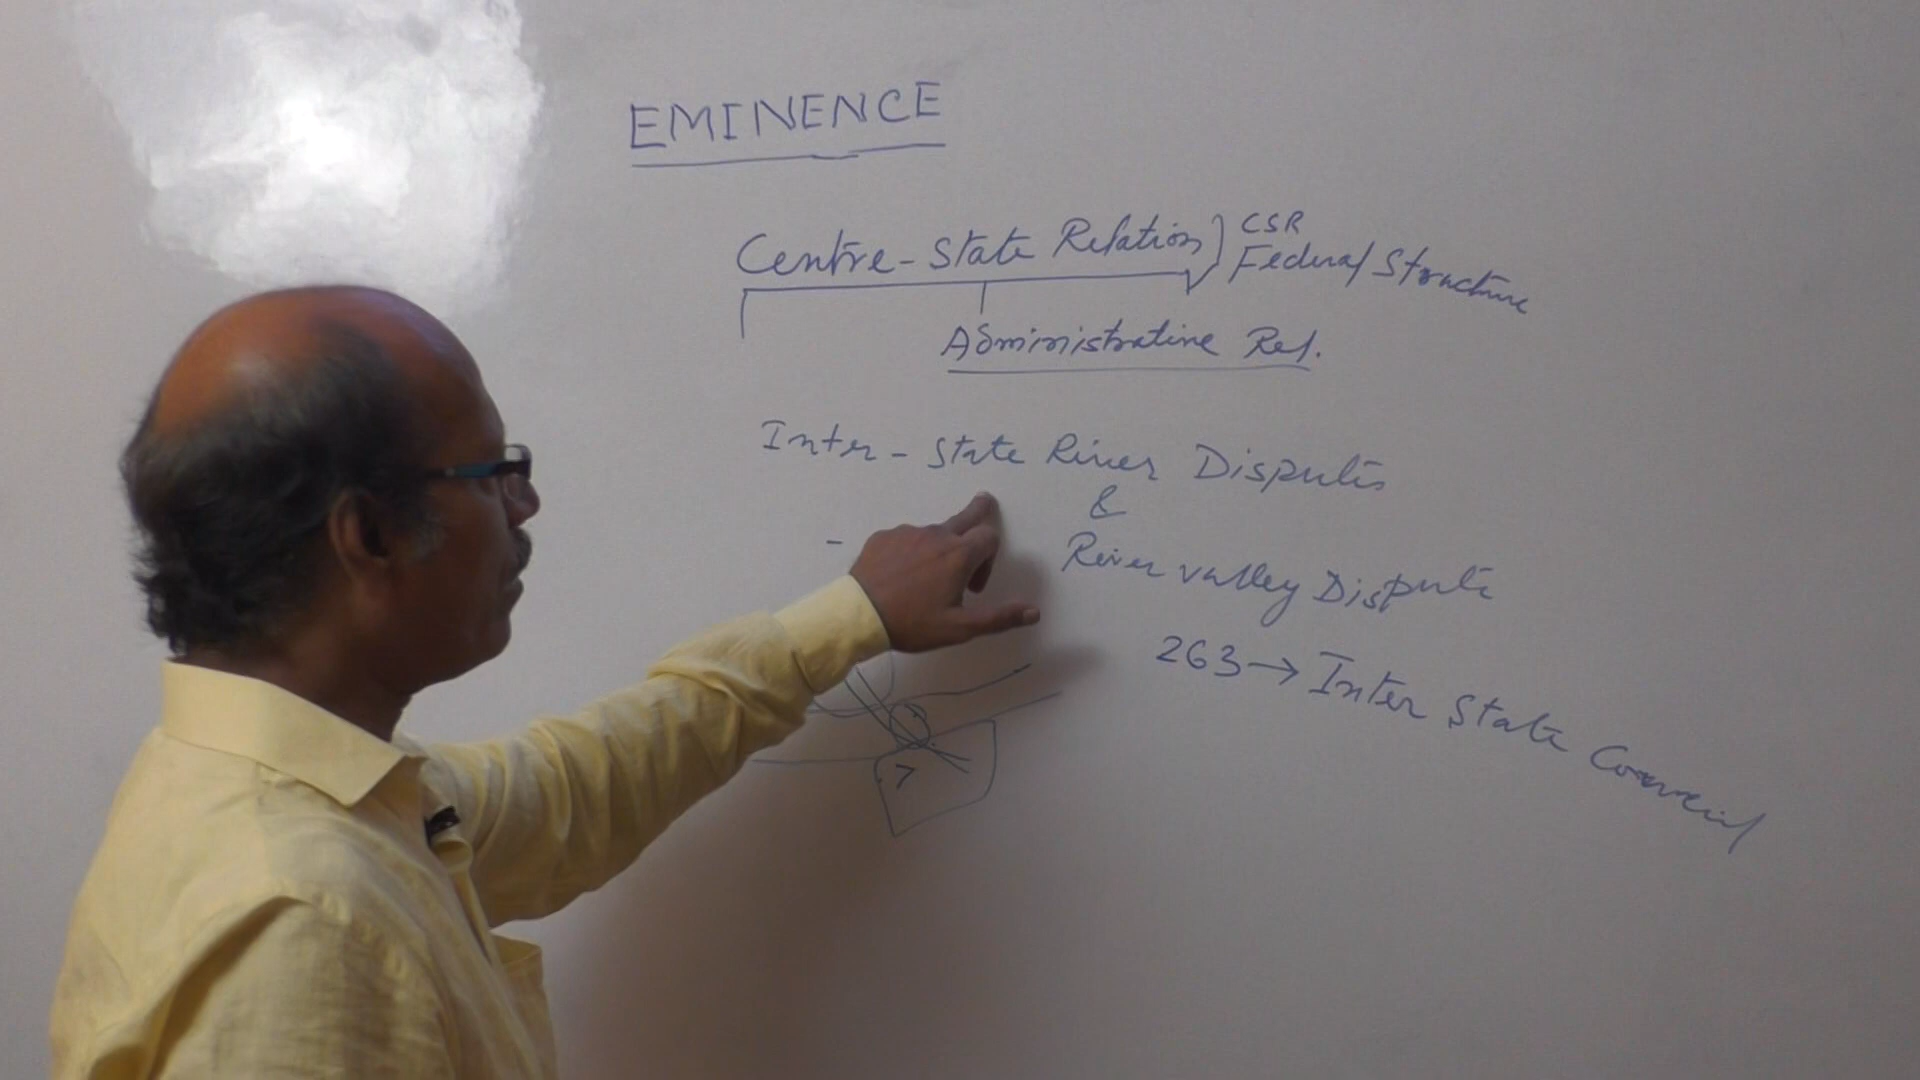 EMINENCE
Centre-State Relation
CSR
Federal Structure
Administrative Rel.
Inter-State River Disputes
&
River valley Dispute
263→Inter State Council